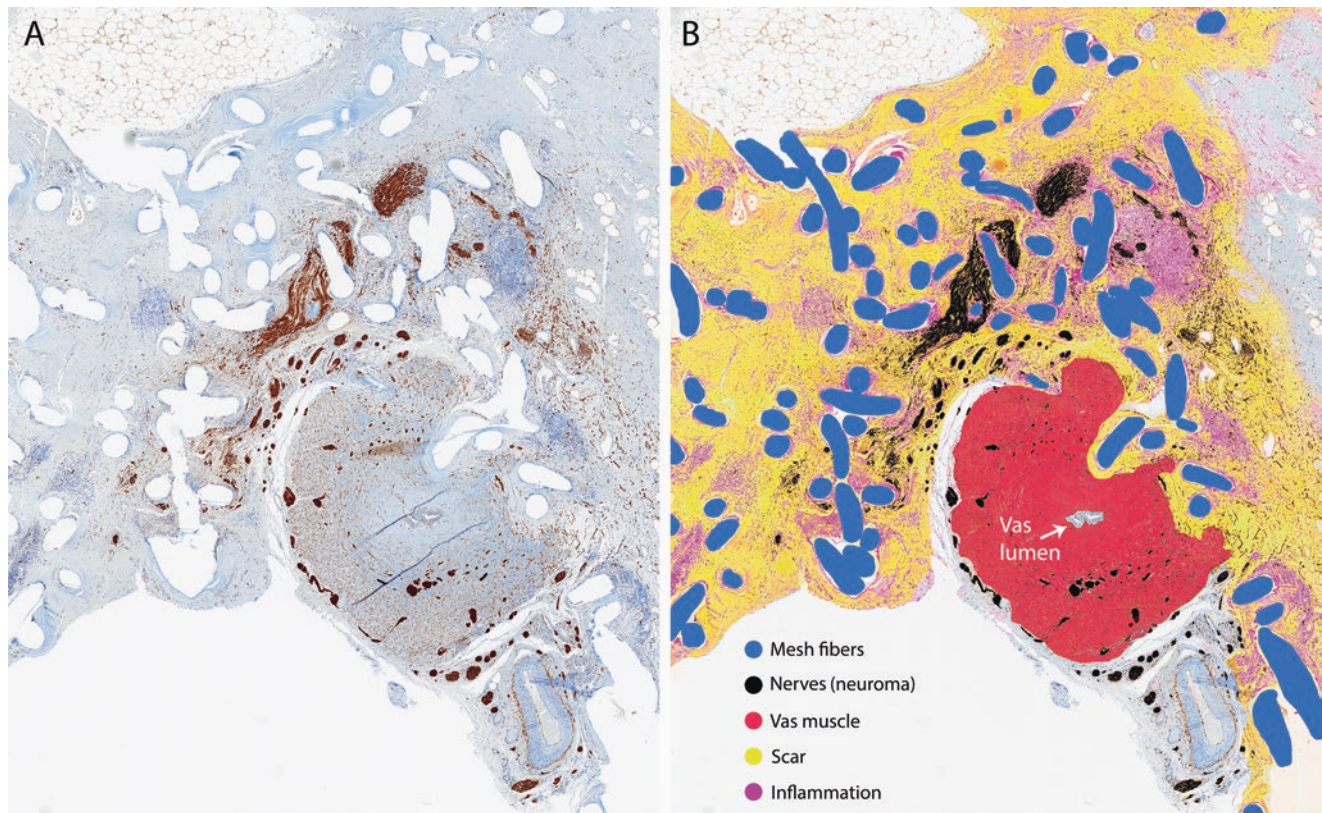 A
B
Vas
lumen
Mesh fibers
Nerves (neuroma)
Vas muscle
Scar
Inflammation